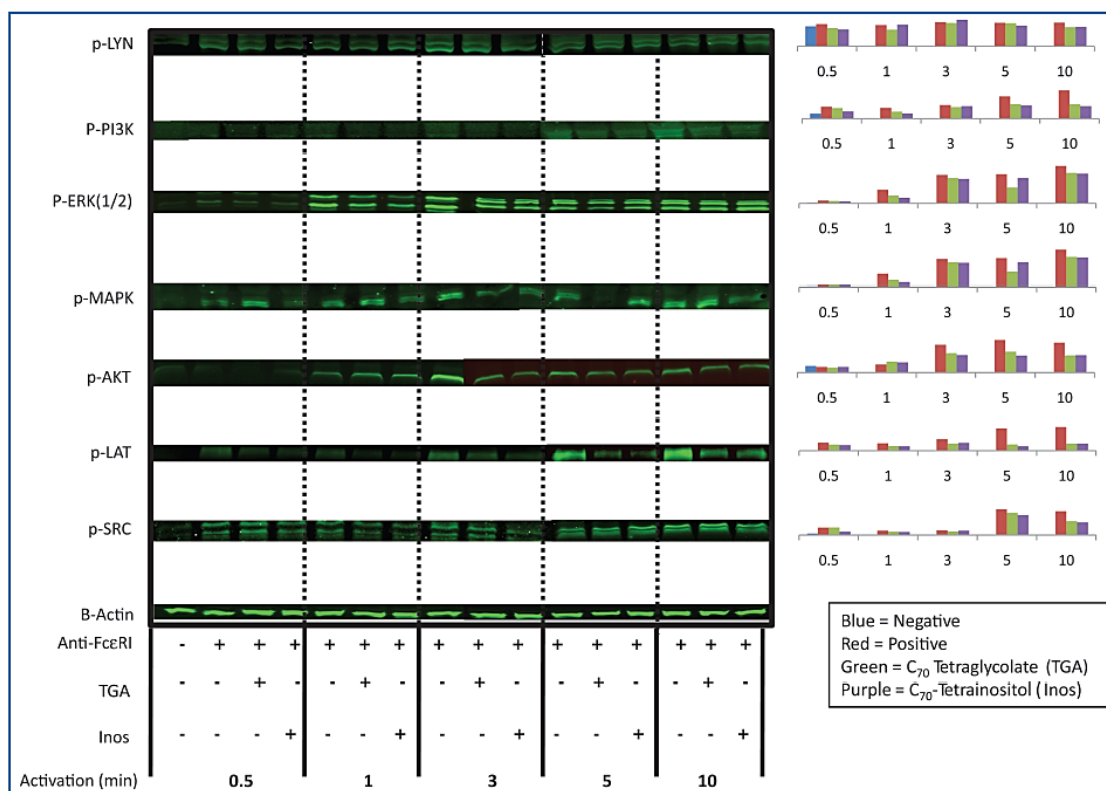 p-LYN
0.5 1 3 5 10
P-PI3K
0.5 1 3 5 10
P-ERK(1/2)
0.5 1 3 5 10
p-MAPK
0.5 1 3 5 10
p-AKT
0.5 1 3 5 10
p-LAT
0.5 1 3 5 10
p-SRC
0.5 1 3 5 10
B-Actin
Anti-FcεRI - + + + + + + + + + + + + + + +
TGA - - + - - + - - + - - + - - + -
Inos - - - + - - + - - + - - + - - +
Activation (min) 0.5 1 3 5 10
Blue = Negative
Red = Positive
Green = C₇₀ Tetraglycolate (TGA)
Purple = C₇₀-Tetrainositol (Inos)